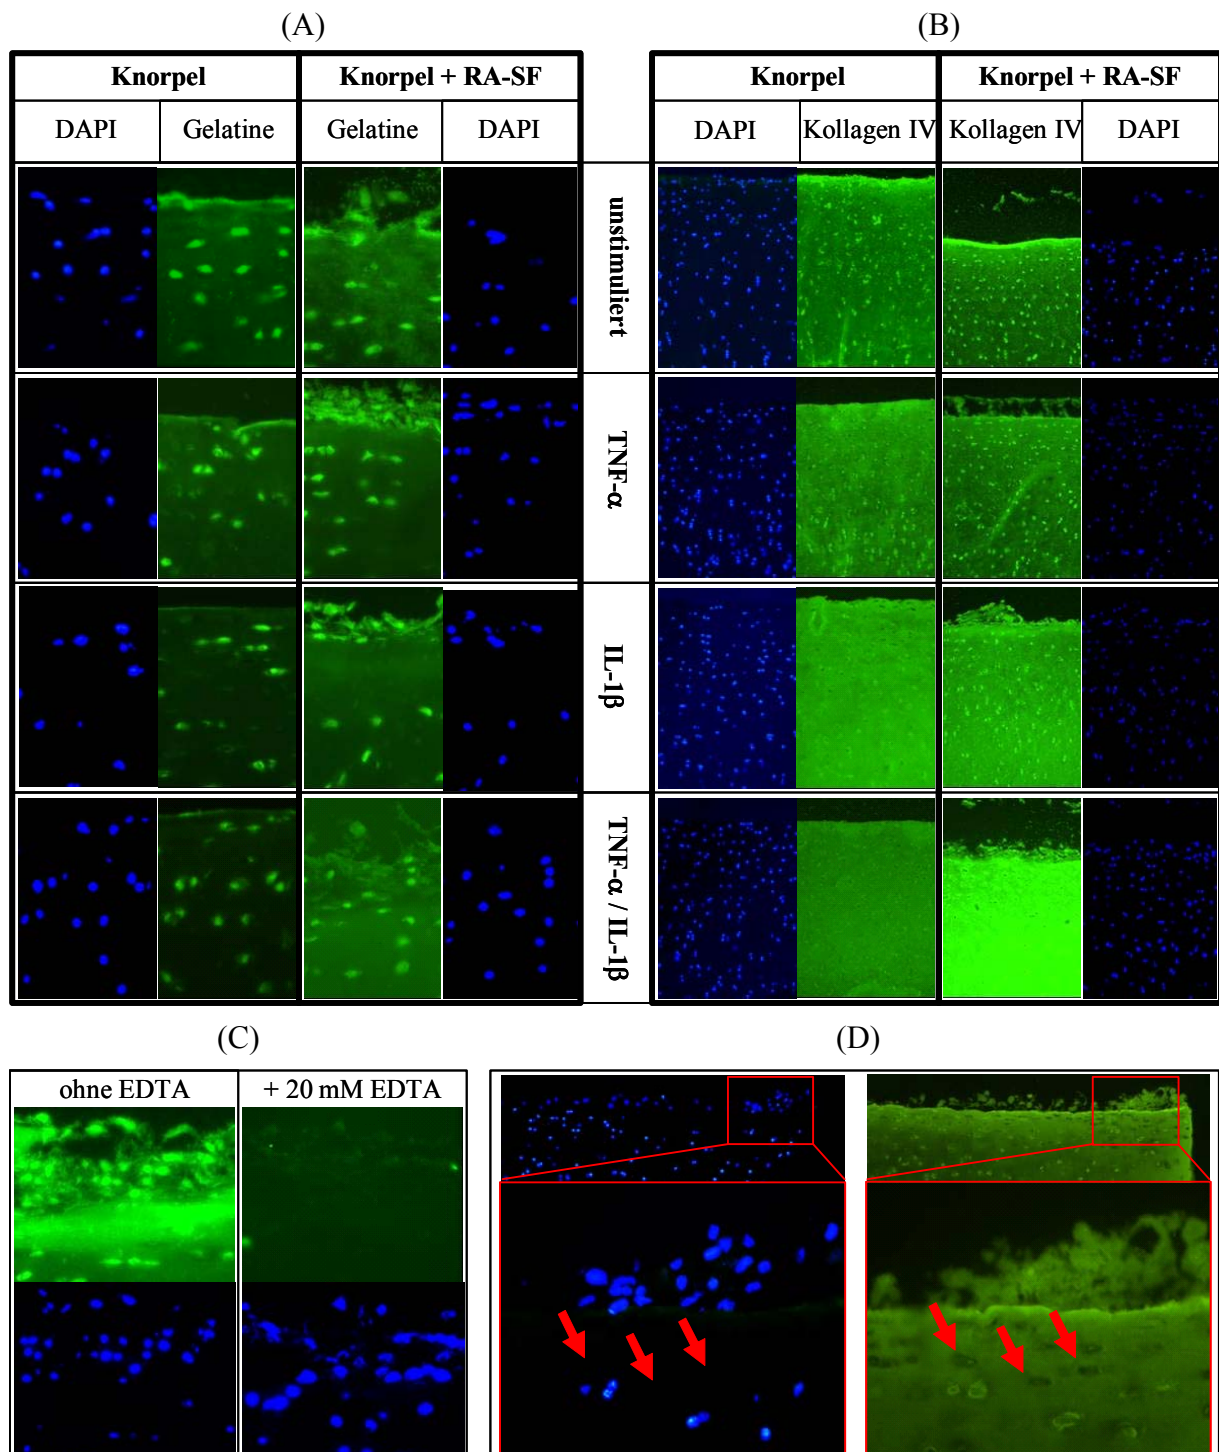 (A)
(B)
Knorpel
Knorpel + RA-SF
Knorpel
Knorpel + RA-SF
DAPI
Gelatine
Gelatine
DAPI
DAPI
Kollagen IV
Kollagen IV
DAPI
unstimuliert
TNF-α
IL-1β
TNF-α / IL-1β
(C)
(D)
ohne EDTA
+ 20 mM EDTA